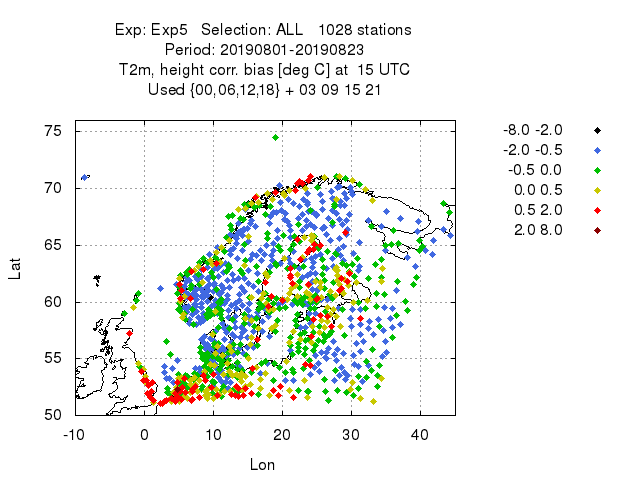 Exp: Exp5   Selection: ALL   1028 stations
Period: 20190801-20190823
T2m, height corr. bias [deg C] at  15 UTC
Used {00,06,12,18} + 03 09 15 21
-8.0 -2.0
-2.0 -0.5
-0.5 0.0
0.0 0.5
0.5 2.0
2.0 8.0
75
70
65
60
55
50
Lat
-10 0 10 20 30 40
Lon